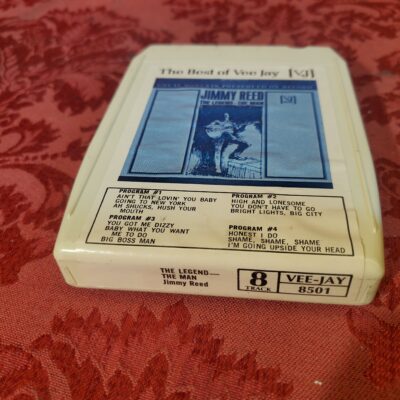 The Best of Vee Jay
VJ
JIMMY REED
THE LEGEND-THE MAN
VJ
PROGRAM #1
AIN'T THAT LOVIN' YOU BABY
GOING TO NEW YORK
AH SHUCKS, HUSH YOUR
MOUTH
PROGRAM #2
HIGH AND LONESOME
YOU DON'T HAVE TO GO
BRIGHT LIGHTS, BIG CITY
PROGRAM #3
YOU GOT ME DIZZY
BABY WHAT YOU WANT
ME TO DO
BIG BOSS MAN
PROGRAM #4
HONEST I DO
SHAME, SHAME, SHAME
I'M GOING UPSIDE YOUR HEAD
THE LEGEND—
THE MAN
Jimmy Reed
8
TRACK
VEE-JAY
8501